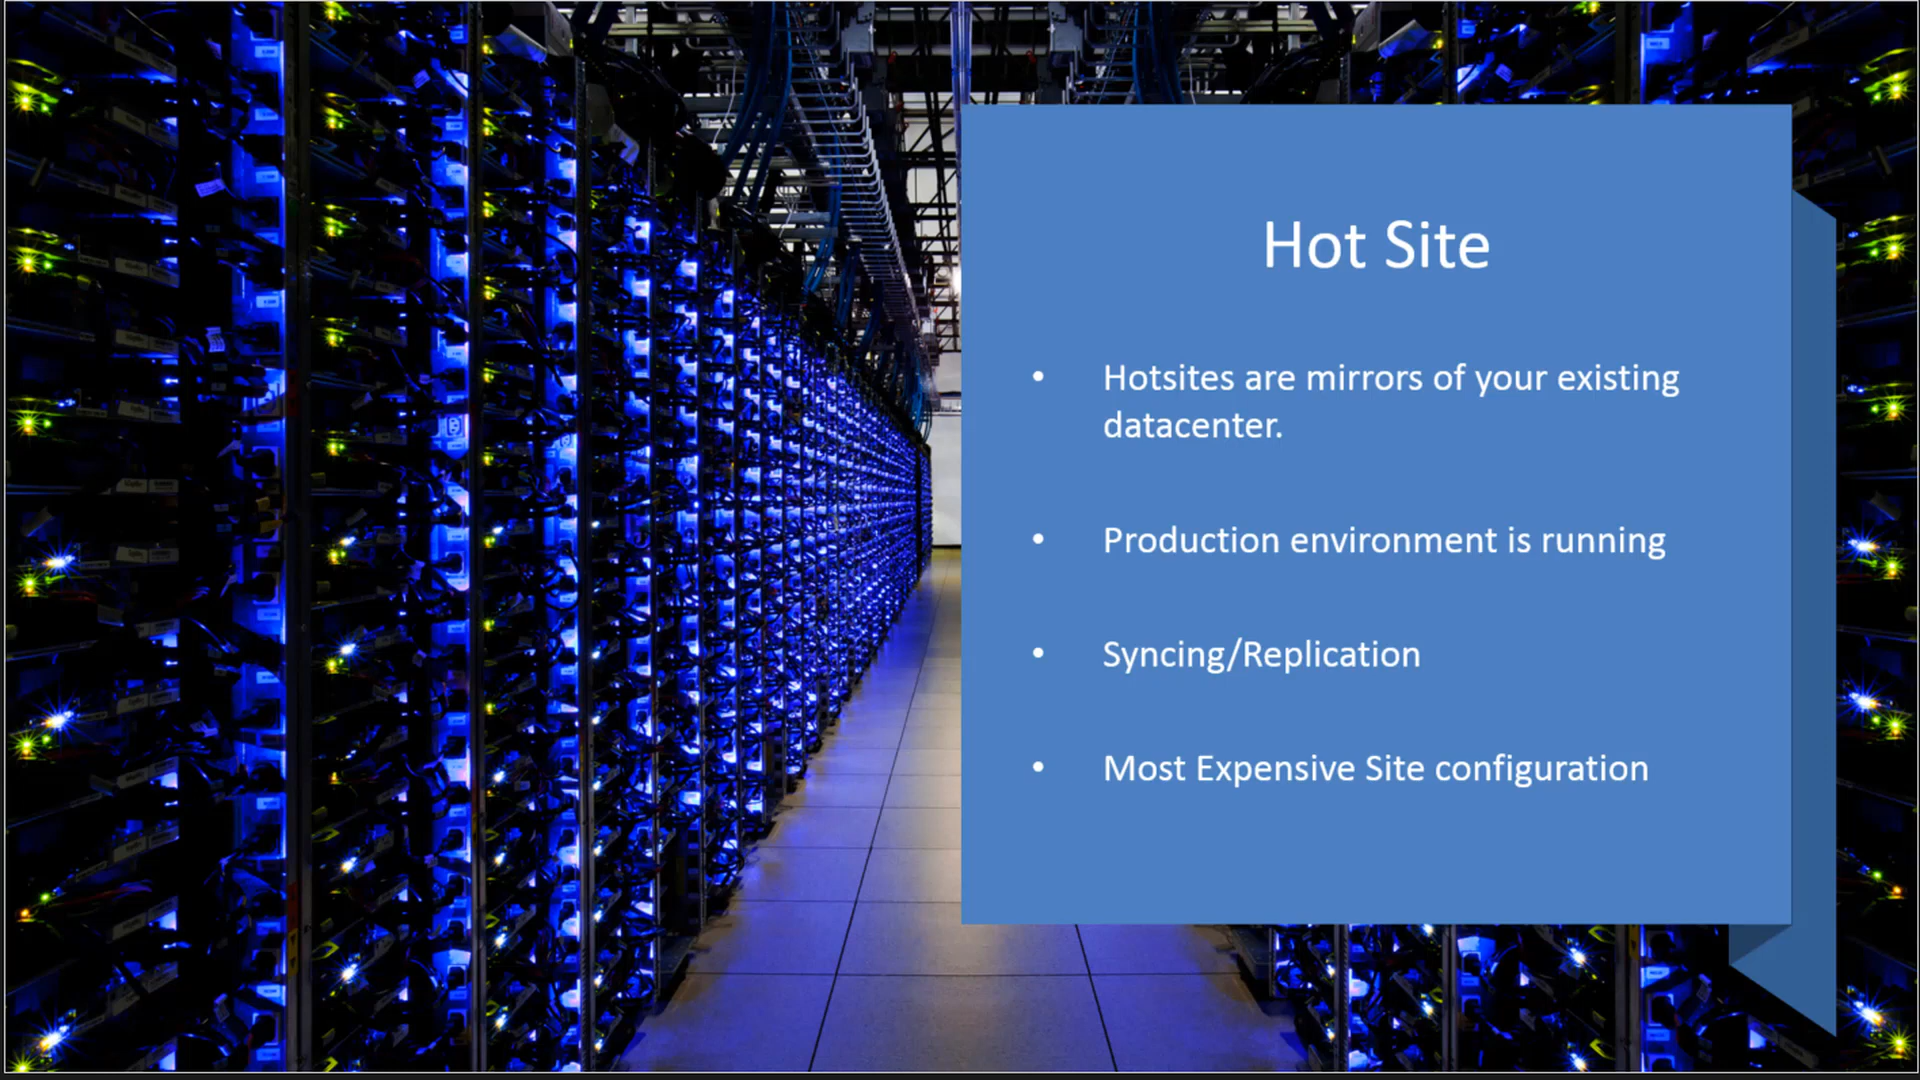 Hot Site
• Hotsites are mirrors of your existing
datacenter.
• Production environment is running
• Syncing/Replication
• Most Expensive Site configuration